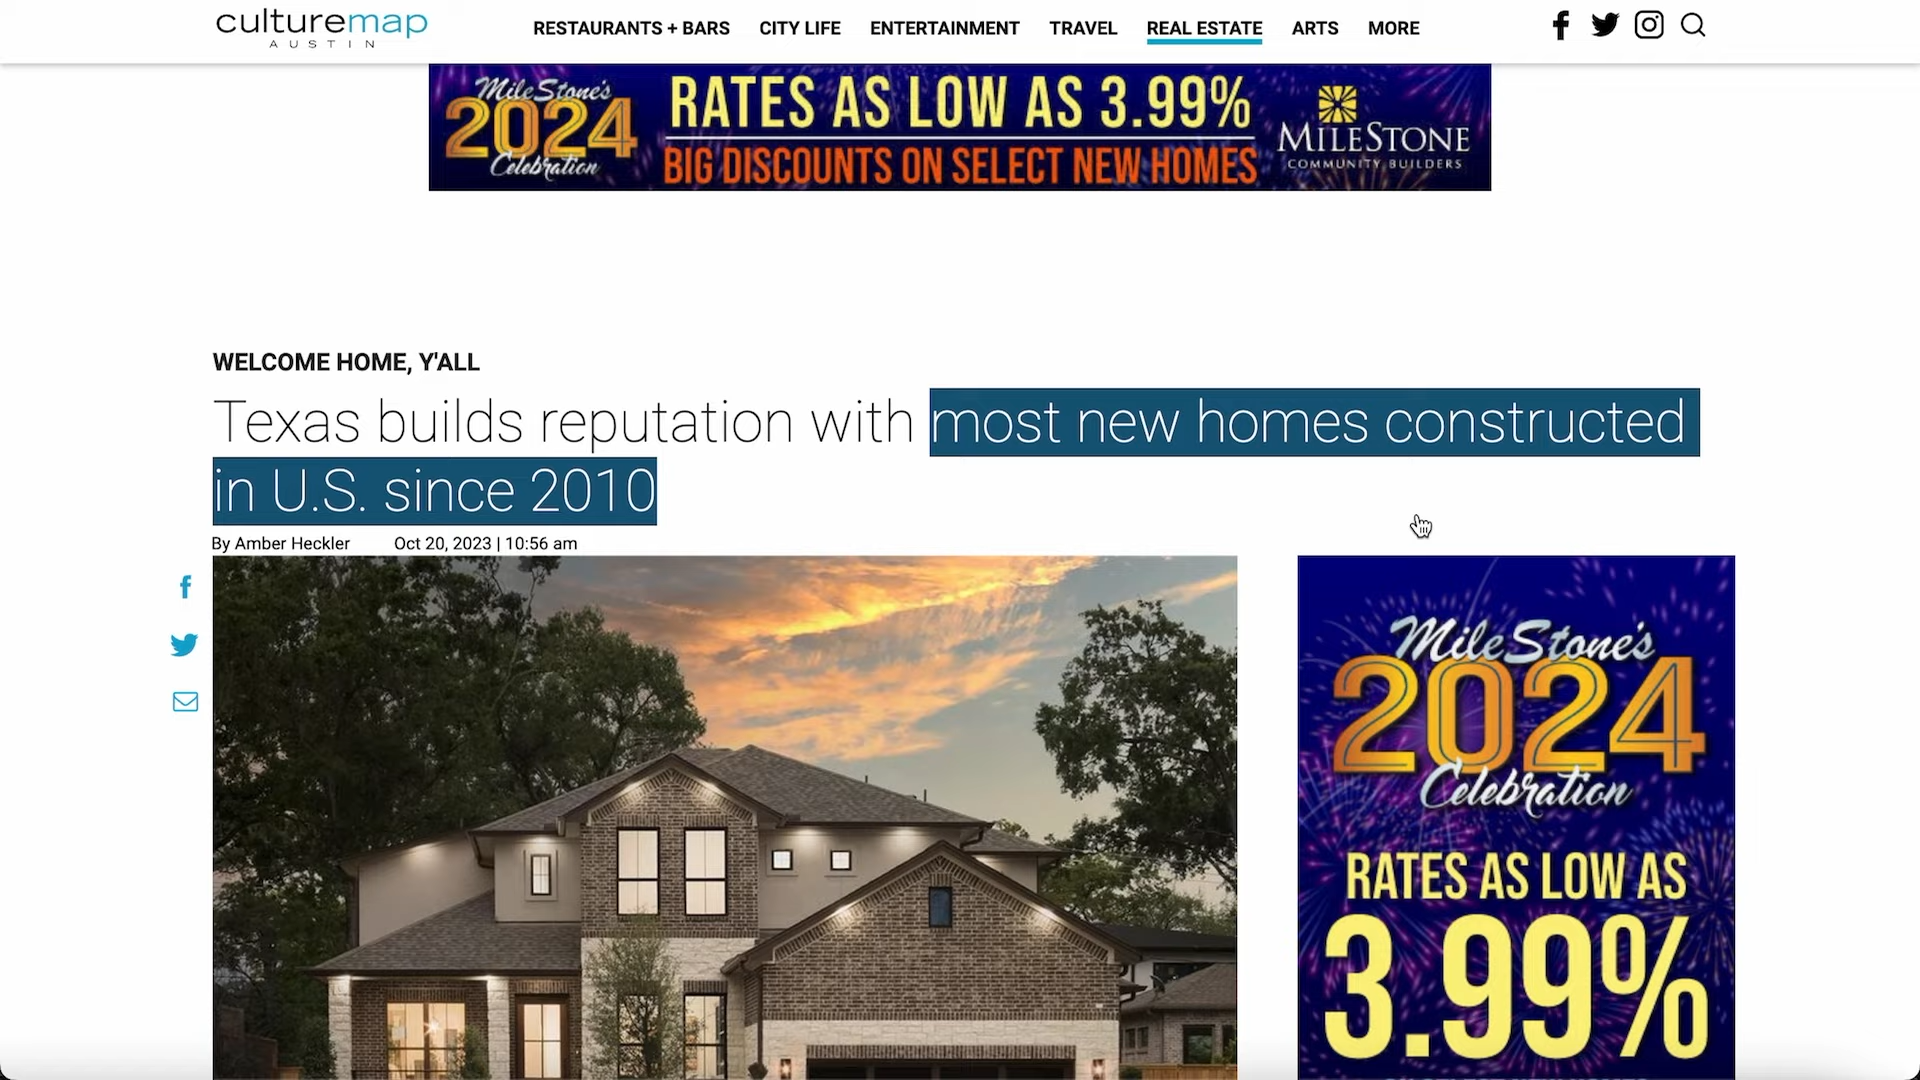 culturemap
AUSTIN
RESTAURANTS + BARS CITY LIFE ENTERTAINMENT TRAVEL REAL ESTATE ARTS MORE
MileStone's
2024
Celebration
RATES AS LOW AS 3.99%
BIG DISCOUNTS ON SELECT NEW HOMES
MILESTONE
COMMUNITY BUILDERS
WELCOME HOME, Y'ALL
Texas builds reputation with most new homes constructed
in U.S. since 2010
By Amber Heckler Oct 20, 2023 | 10:56 am
MileStone's
2024
Celebration
RATES AS LOW AS
3.99%